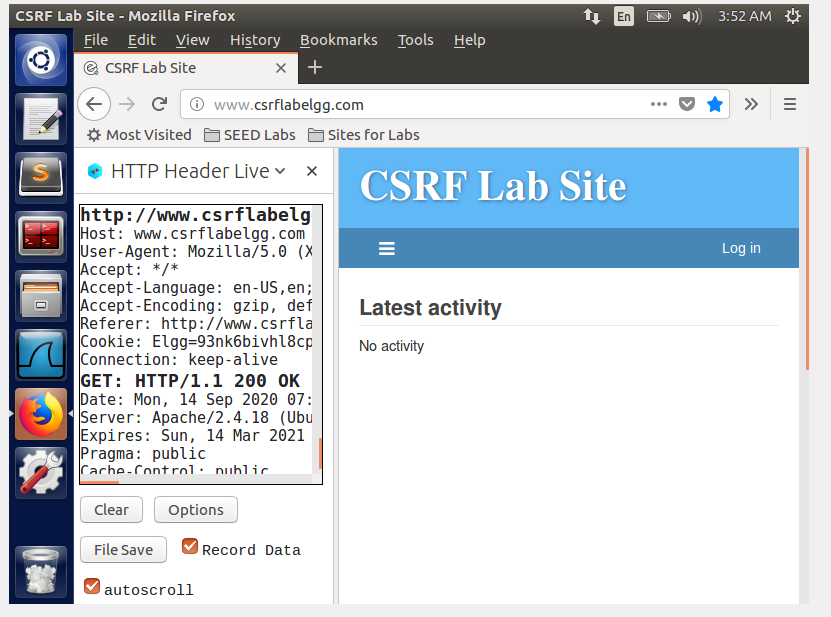 CSRF Lab Site - Mozilla Firefox
En
3:52 AM
File Edit View History Bookmarks Tools Help
CSRF Lab Site
www.csrflabelgg.com
Most Visited SEED Labs Sites for Labs
HTTP Header Live
http://www.csrflabelg
Host: www.csrflabelgg.com
User-Agent: Mozilla/5.0 (X
Accept: */*
Accept-Language: en-US,en;
Accept-Encoding: gzip, def
Referer: http://www.csrfla
Cookie: Elgg=93nk6bivhl8cp
Connection: keep-alive
GET: HTTP/1.1 200 OK
Date: Mon, 14 Sep 2020 07:
Server: Apache/2.4.18 (Ubu
Expires: Sun, 14 Mar 2021
Pragma: public
Cache-Control: public
Clear Options
File Save Record Data
autoscroll
CSRF Lab Site
Log in
Latest activity
No activity